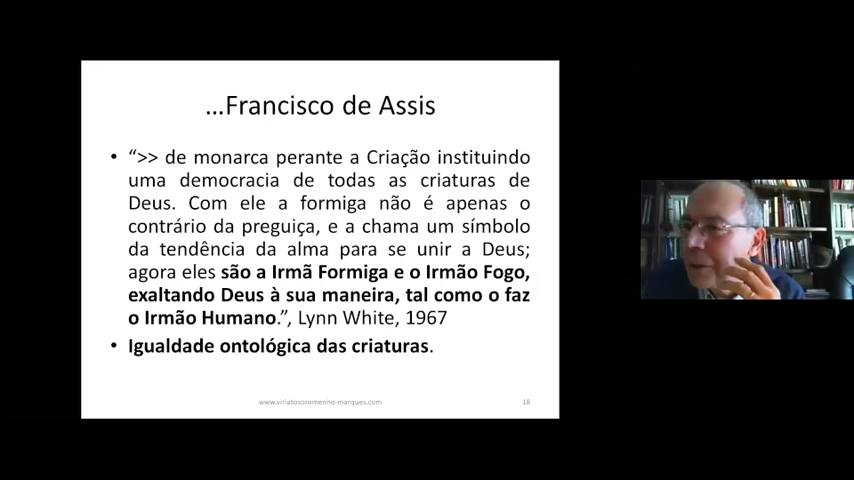 …Francisco de Assis
• “>> de monarca perante a Criação instituindo
uma democracia de todas as criaturas de
Deus. Com ele a formiga não é apenas o
contrário da preguiça, e a chama um símbolo
da tendência da alma para se unir a Deus;
agora eles são a Irmã Formiga e o Irmão Fogo,
exaltando Deus à sua maneira, tal como o faz
o Irmão Humano.”, Lynn White, 1967
• Igualdade ontológica das criaturas.
www.viriatosoromenho-marques.com
18